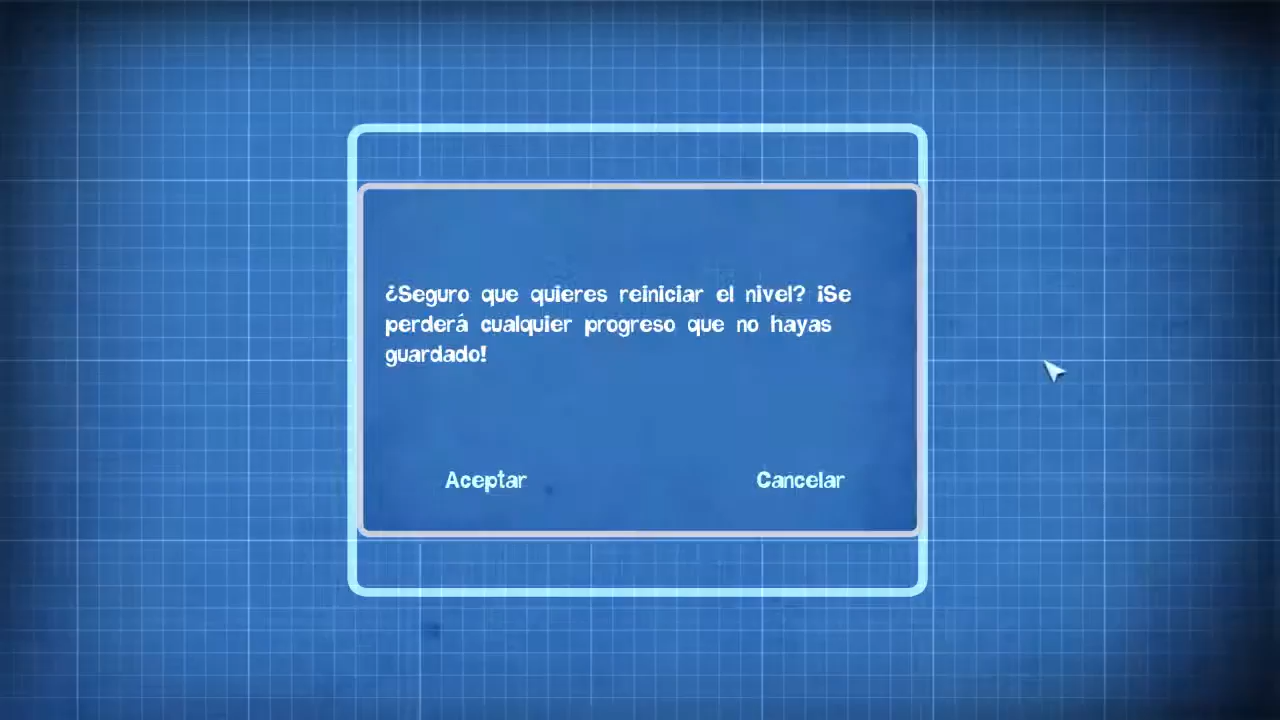 ¿Seguro que quieres reiniciar el nivel? ¡Se
perderá cualquier progreso que no hayas
guardado!
Aceptar
Cancelar